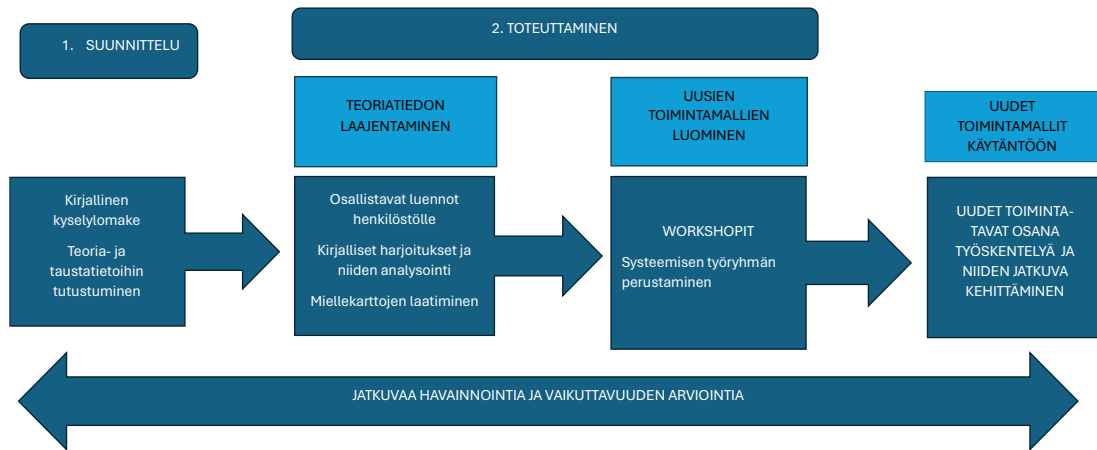 1. SUUNNITTELU
2. TOTEUTTAMINEN
TEORIATIEDON
LAAJENTAMINEN
UUSIEN
TOIMINTAMALLIEN
LUOMINEN
UUDET
TOIMINTAMALLIT
KÄYTÄNTÖÖN
Kirjallinen
kyselylomake
Teoria- ja
taustatietoihin
tutustuminen
Osallistavat luennot
henkilöstölle
Kirjalliset harjoitukset ja
niiden analysointi
Miellekarttojen laatiminen
WORKSHOPIT
Systeemisen työryhmän
perustaminen
UUDET TOIMINTA-
TAVAT OSANA
TYÖSKENTELYÄ JA
NIIDEN JATKUVA
KEHITTÄMINEN
JATKUVAA HAVAINNOINTIA JA VAIKUTTAVUUDEN ARVIOINTIA